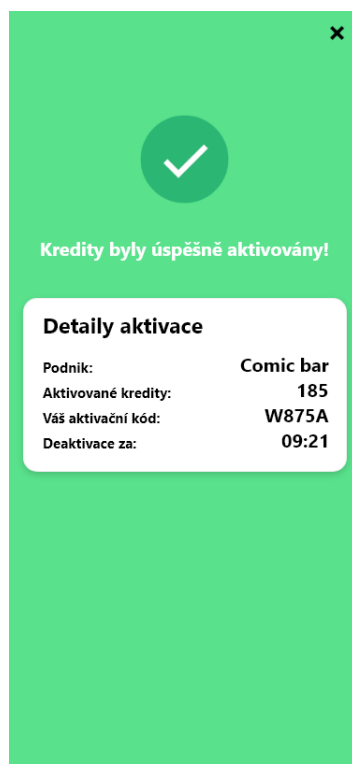 Kredity byly úspěšně aktivovány!
Detaily aktivace
Podnik: Comic bar
Aktivované kredity: 185
Váš aktivační kód: W875A
Deaktivace za: 09:21